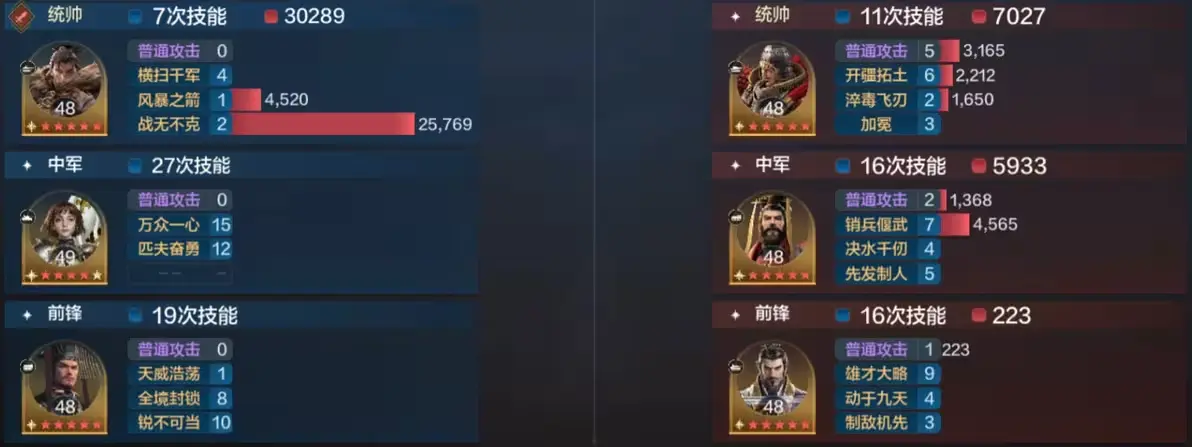 统帅 7次技能 30289
48
普通攻击 0
横扫千军 4
风暴之箭 1 4,520
战无不克 2 25,769
中军 27次技能
49
普通攻击 0
万众一心 15
匹夫奋勇 12
-- -
前锋 19次技能
48
普通攻击 0
天威浩荡 1
全境封锁 8
锐不可当 10
统帅 11次技能 7027
48
普通攻击 5 3,165
开疆拓土 6 2,212
淬毒飞刃 2 1,650
加冕 3
中军 16次技能 5933
48
普通攻击 2 1,368
销兵偃武 7 4,565
决水千仞 4
先发制人 5
前锋 16次技能 223
48
普通攻击 1 223
雄才大略 9
动于九天 4
制敌机先 3